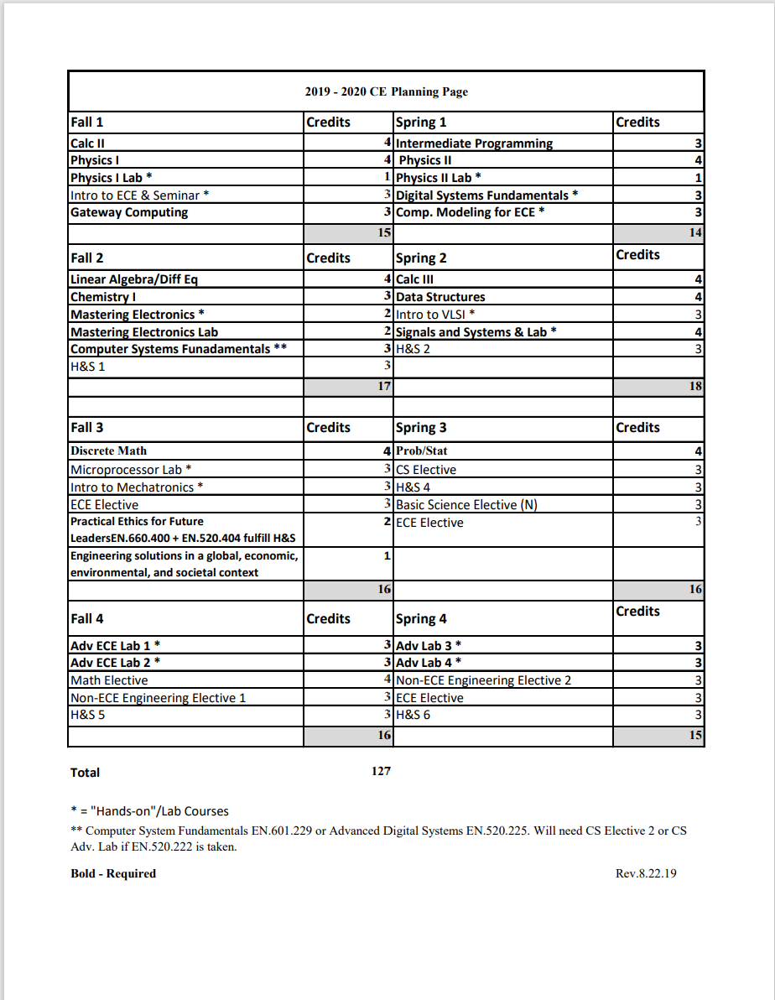 2019 - 2020 CE Planning Page
Fall 1 Credits Spring 1 Credits
Calc II 4 Intermediate Programming 3
Physics I 4 Physics II 4
Physics I Lab * 1 Physics II Lab * 1
Intro to ECE & Seminar * 3 Digital Systems Fundamentals * 3
Gateway Computing 3 Comp. Modeling for ECE * 3
15 14
Fall 2 Credits Spring 2 Credits
Linear Algebra/Diff Eq 4 Calc III 4
Chemistry I 3 Data Structures 4
Mastering Electronics * 2 Intro to VLSI * 3
Mastering Electronics Lab 2 Signals and Systems & Lab * 4
Computer Systems Funadamentals ** 3 H&S 2 3
H&S 1 3
17 18
Fall 3 Credits Spring 3 Credits
Discrete Math 4 Prob/Stat 4
Microprocessor Lab * 3 CS Elective 3
Intro to Mechatronics * 3 H&S 4 3
ECE Elective 3 Basic Science Elective (N) 3
Practical Ethics for Future
LeadersEN.660.400 + EN.520.404 fulfill H&S 2 ECE Elective 3
Engineering solutions in a global, economic, 1
environmental, and societal context
16 16
Fall 4 Credits Spring 4 Credits
Adv ECE Lab 1 * 3 Adv Lab 3 * 3
Adv ECE Lab 2 * 3 Adv Lab 4 * 3
Math Elective 4 Non-ECE Engineering Elective 2 3
Non-ECE Engineering Elective 1 3 ECE Elective 3
H&S 5 3 H&S 6 3
16 15
Total 127
* = "Hands-on"/Lab Courses
** Computer System Fundamentals EN.601.229 or Advanced Digital Systems EN.520.225. Will need CS Elective 2 or CS
Adv. Lab if EN.520.222 is taken.
Bold - Required Rev.8.22.19